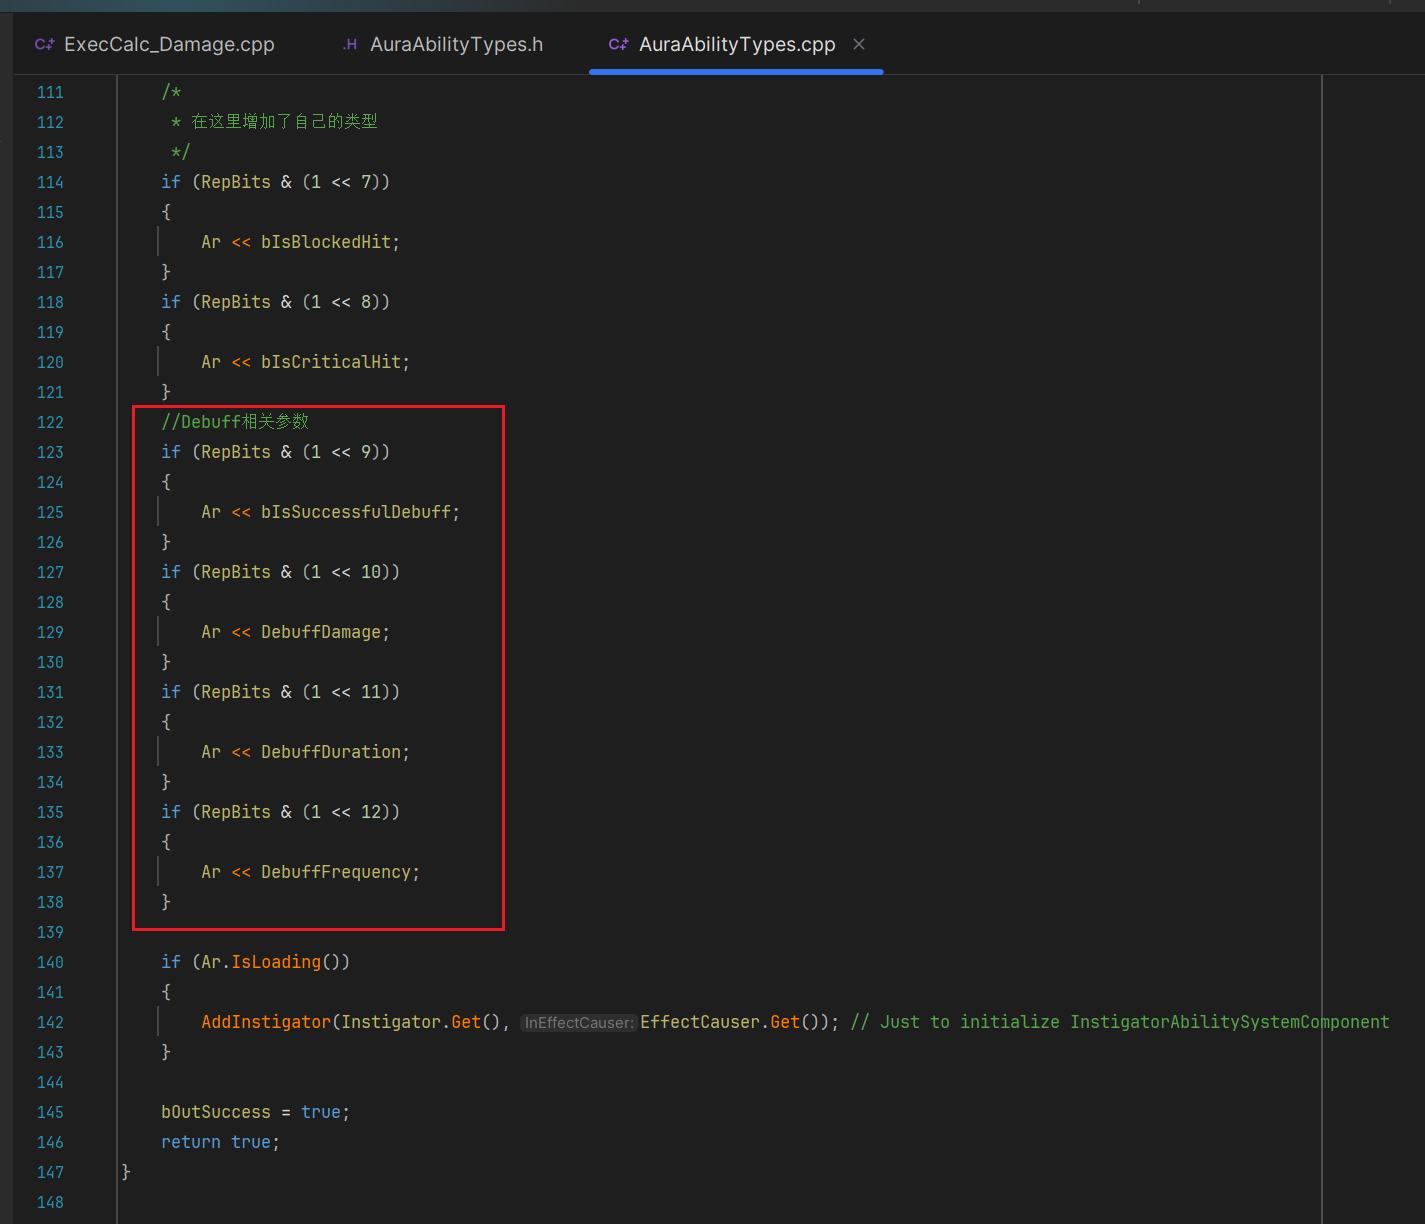 C+ ExecCalc_Damage.cpp .H AuraAbilityTypes.h C+ AuraAbilityTypes.cpp ×
111 /*
112 * 在这里增加了自己的类型
113 */
114 if (RepBits & (1 << 7))
115 {
116 Ar << bIsBlockedHit;
117 }
118 if (RepBits & (1 << 8))
119 {
120 Ar << bIsCriticalHit;
121 }
122 //Debuff相关参数
123 if (RepBits & (1 << 9))
124 {
125 Ar << bIsSuccessfulDebuff;
126 }
127 if (RepBits & (1 << 10))
128 {
129 Ar << DebuffDamage;
130 }
131 if (RepBits & (1 << 11))
132 {
133 Ar << DebuffDuration;
134 }
135 if (RepBits & (1 << 12))
136 {
137 Ar << DebuffFrequency;
138 }
139
140 if (Ar.IsLoading())
141 {
142 AddInstigator(Instigator.Get(), InEffectCauser: EffectCauser.Get()); // Just to initialize InstigatorAbilitySystemComponent
143 }
144
145 bOutSuccess = true;
146 return true;
147 }
148